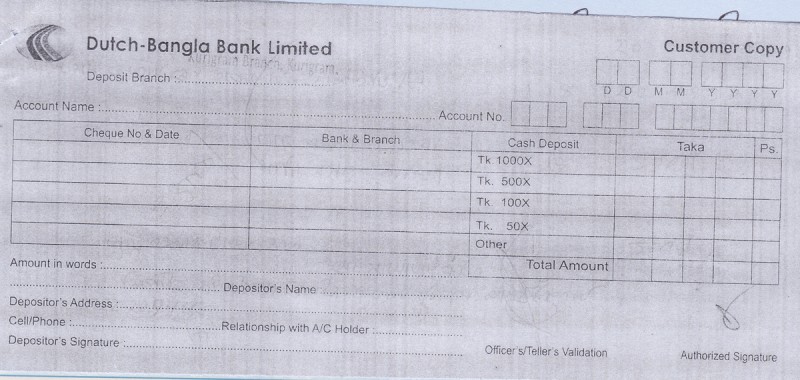 Dutch-Bangla Bank Limited
Customer Copy
Kurigram Branch, Kurigram.
Deposit Branch :
D D M M Y Y Y Y
Account Name : Account No.
Cheque No & Date Bank & Branch Cash Deposit Taka Ps.
Tk 1000X
Tk. 500X
Tk. 100X
Tk. 50X
Other
Total Amount
Amount in words :
Depositor's Name :
Depositor's Address :
Cell/Phone : Relationship with A/C Holder :
Depositor's Signature :
Officer's/Teller's Validation Authorized Signature